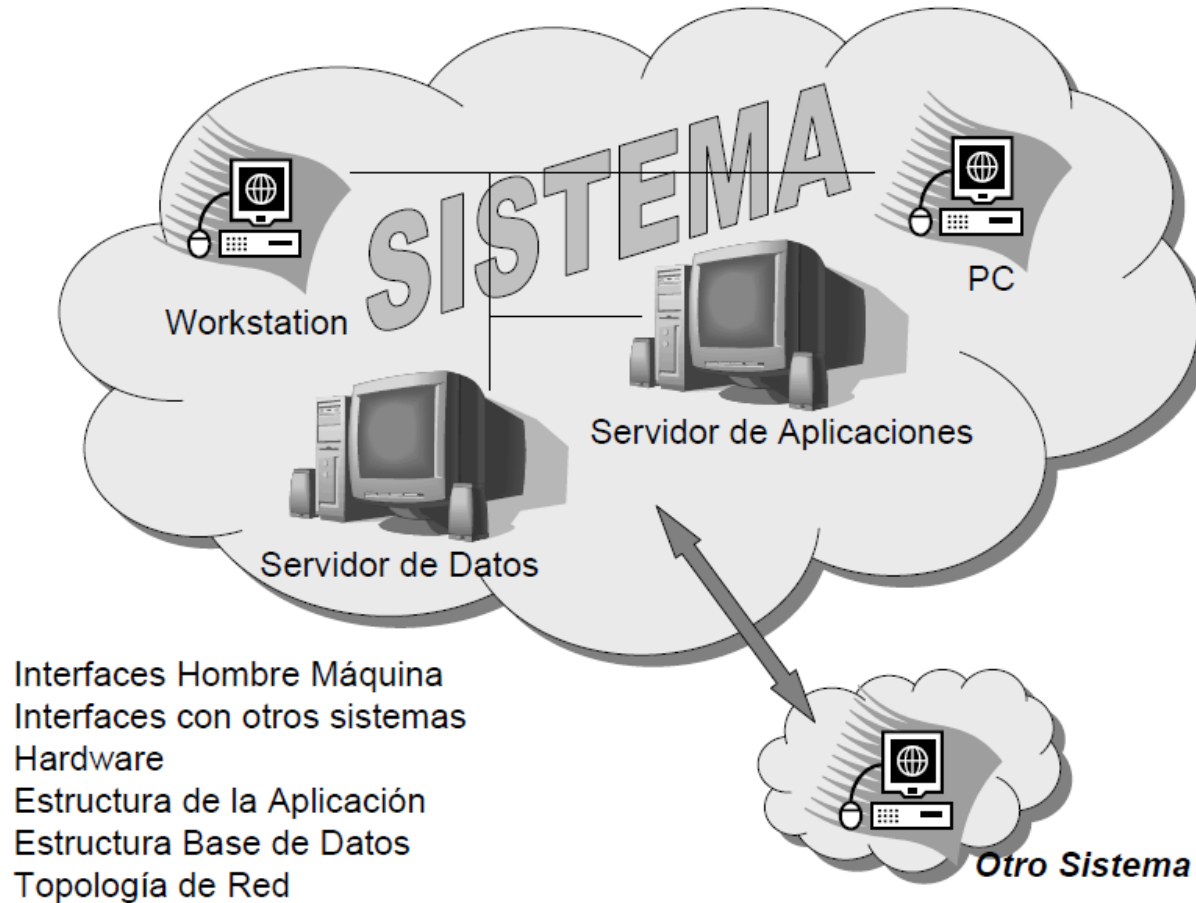 SISTEMA
Workstation
PC
Servidor de Aplicaciones
Servidor de Datos
Interfaces Hombre Máquina
Interfaces con otros sistemas
Hardware
Estructura de la Aplicación
Estructura Base de Datos
Topología de Red
Otro Sistema